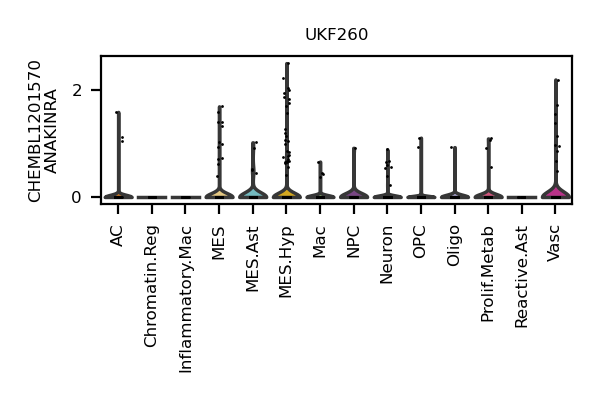 UKF260
CHEMBL1201570
ANAKINRA
2
0
AC
Chromatin.Reg
Inflammatory.Mac
MES
MES.Ast
MES.Hyp
Mac
NPC
Neuron
OPC
Oligo
Prolif.Metab
Reactive.Ast
Vasc